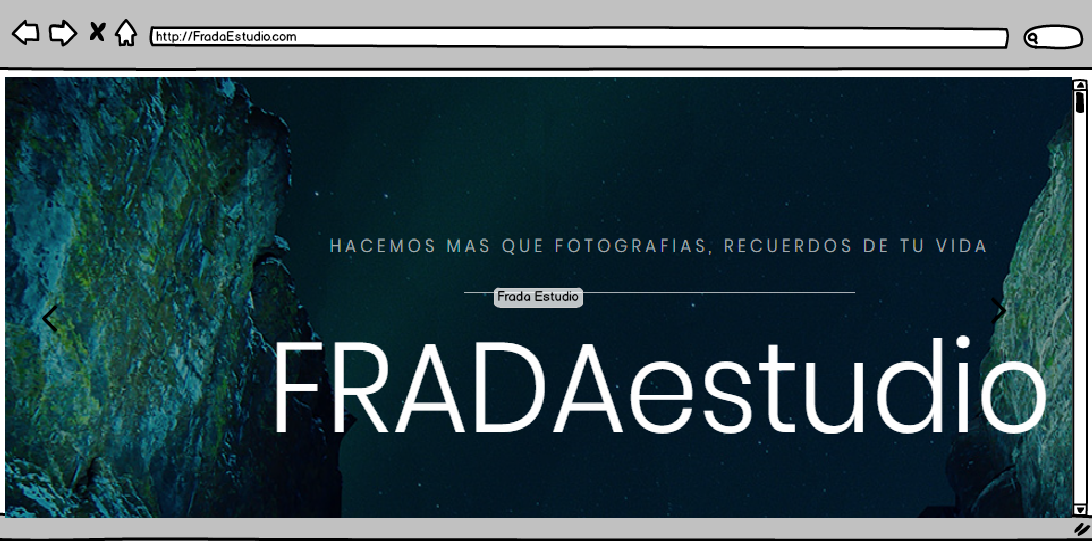 http://FradaEstudio.com
HACEMOS MAS QUE FOTOGRAFIAS, RECUERDOS DE TU VIDA
Frada Estudio
FRADAestudio